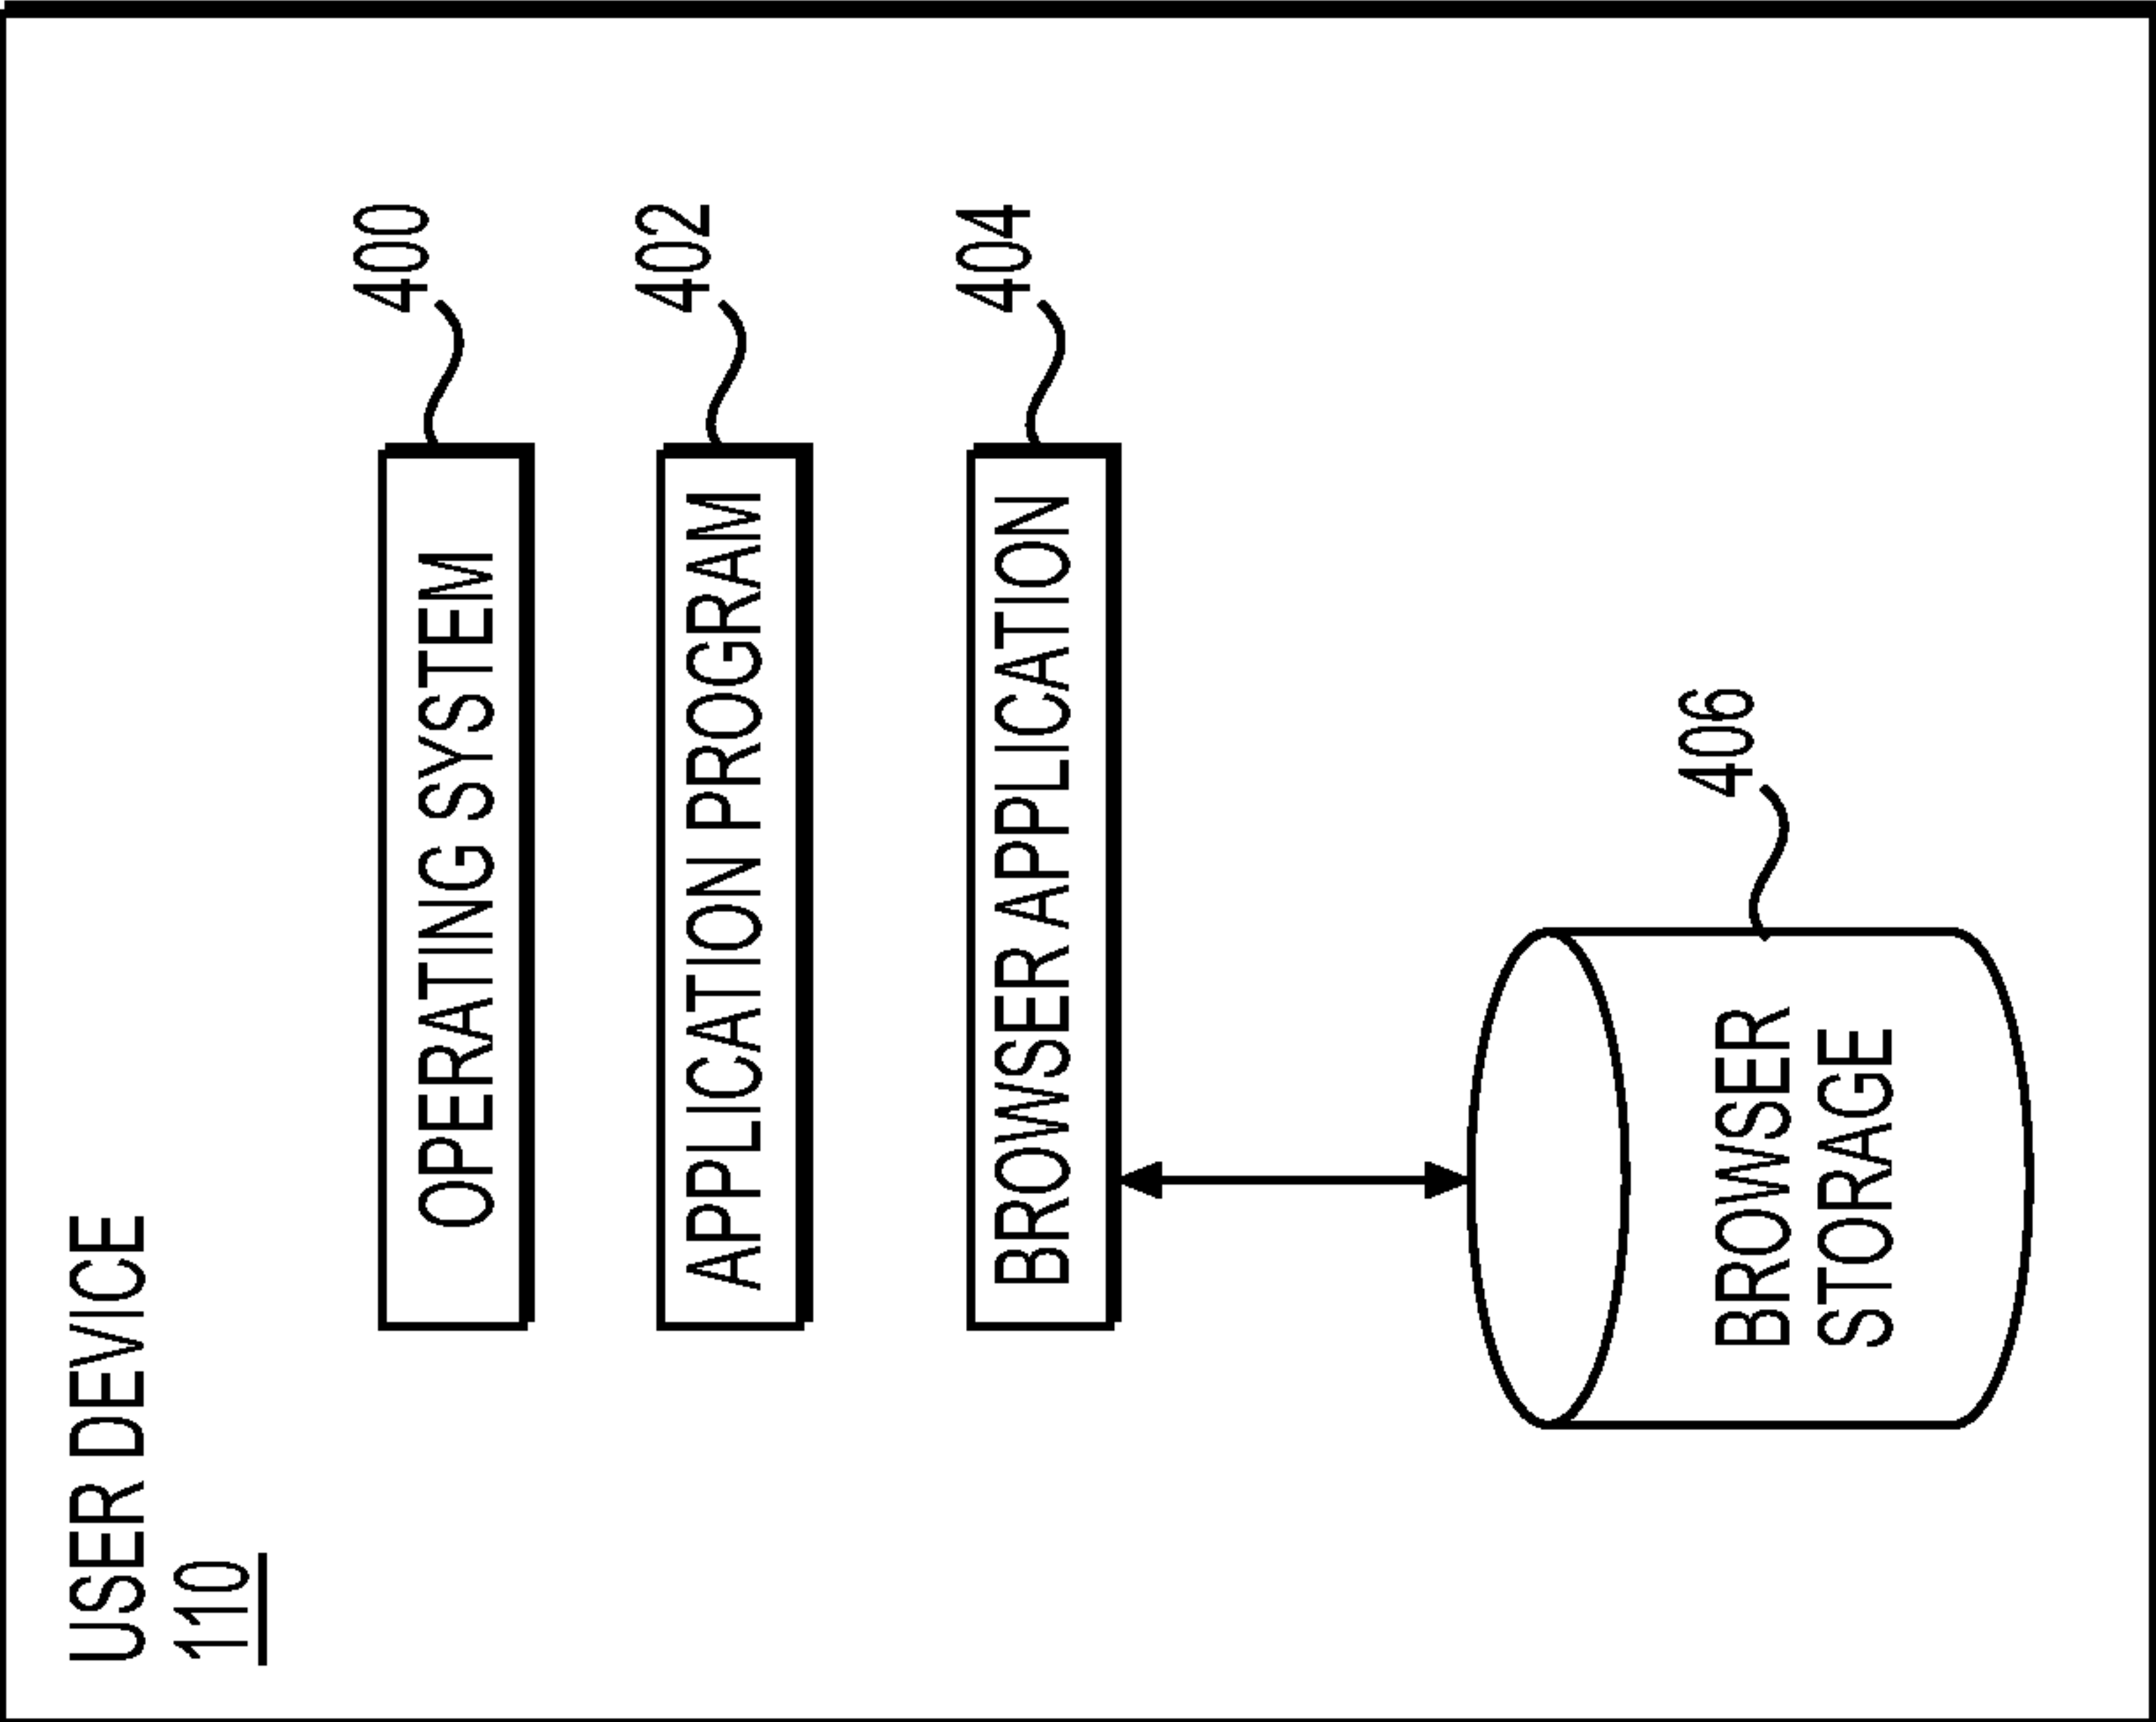 USER DEVICE
110
OPERATING SYSTEM
400
APPLICATION PROGRAM
402
BROWSER APPLICATION
404
BROWSER
STORAGE
406